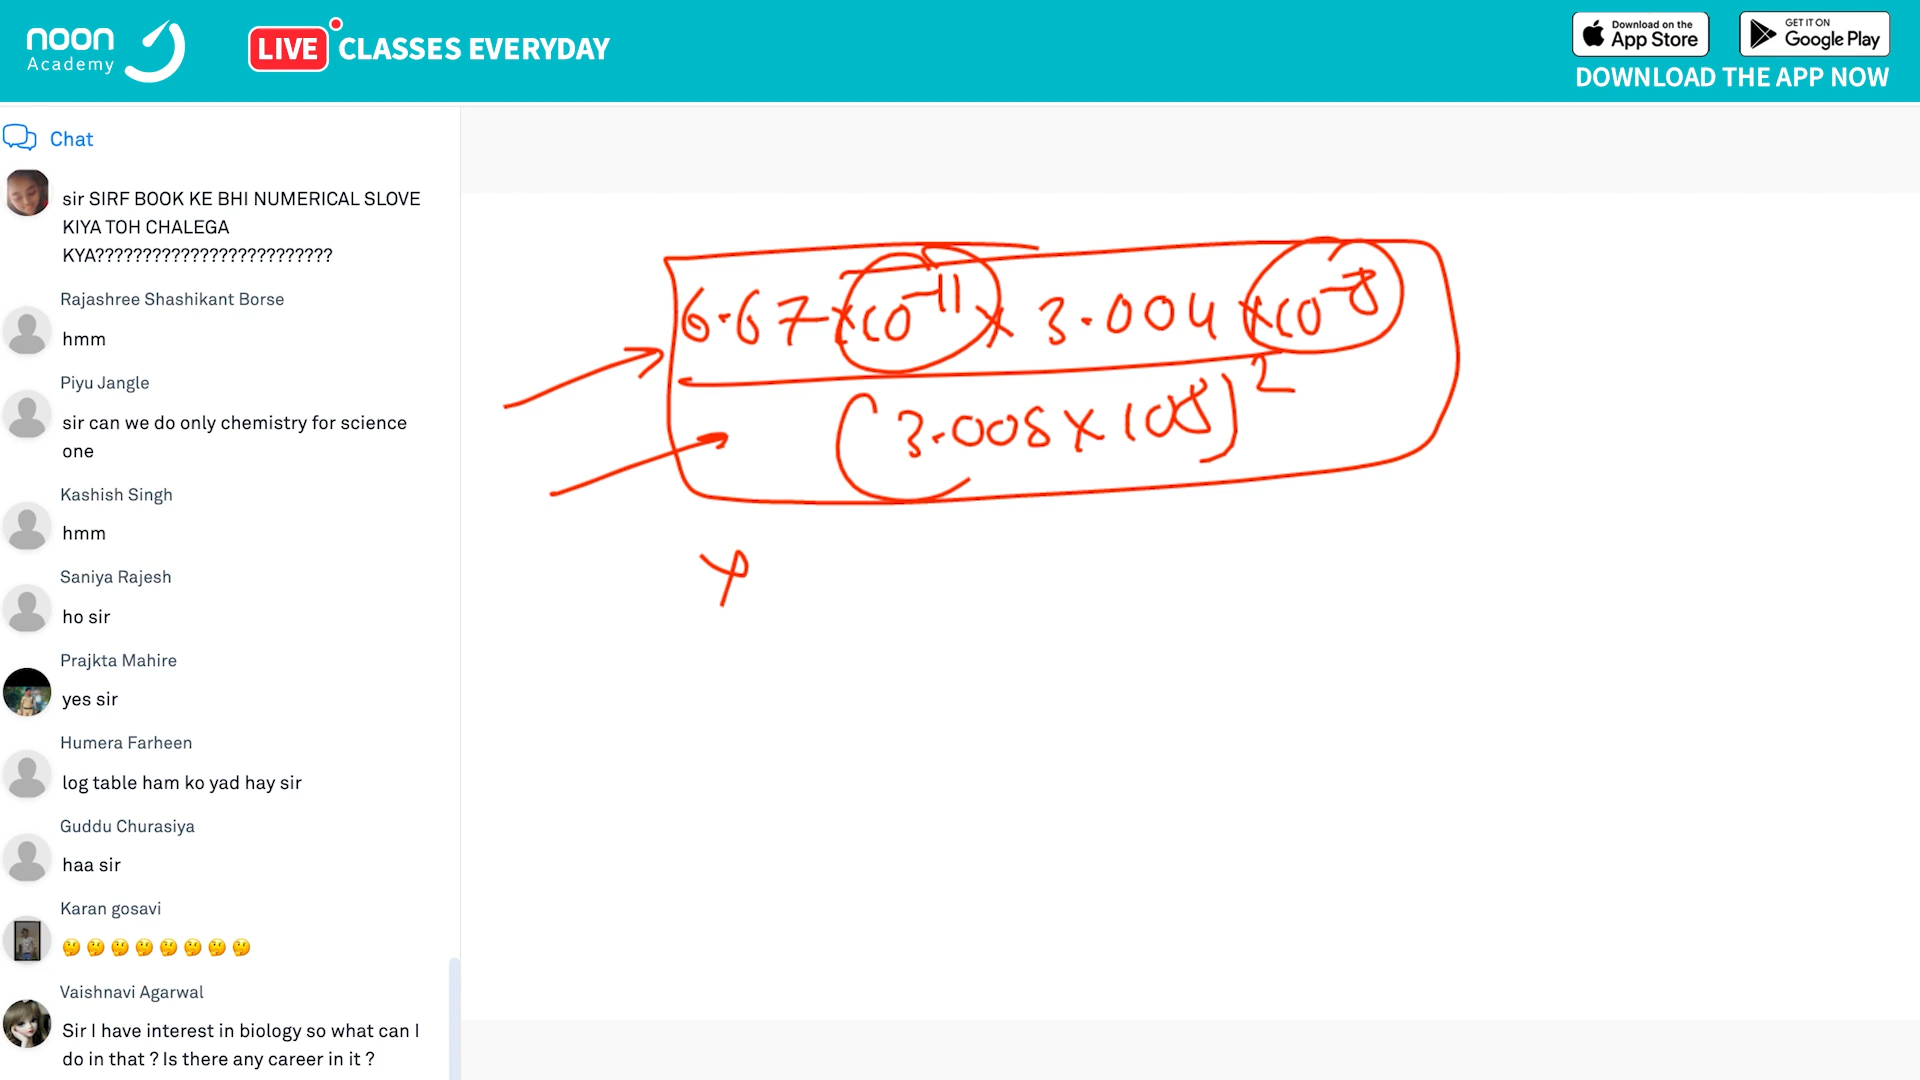 noon
Academy
LIVE CLASSES EVERYDAY
Download on the
App Store
GET IT ON
Google Play
DOWNLOAD THE APP NOW
Chat
sir SIRF BOOK KE BHI NUMERICAL SLOVE
KIYA TOH CHALEGA
KYA?????????????????????????
Rajashree Shashikant Borse
hmm
Piyu Jangle
sir can we do only chemistry for science
one
Kashish Singh
hmm
Saniya Rajesh
ho sir
Prajkta Mahire
yes sir
Humera Farheen
log table ham ko yad hay sir
Guddu Churasiya
haa sir
Karan gosavi
🤔🤔🤔🤔🤔🤔🤔🤔
Vaishnavi Agarwal
Sir I have interest in biology so what can I
do in that ? Is there any career in it ?
6.67 ×10⁻¹¹ × 3.004 ×10⁻⁸
(3.008 × 10⁸)²